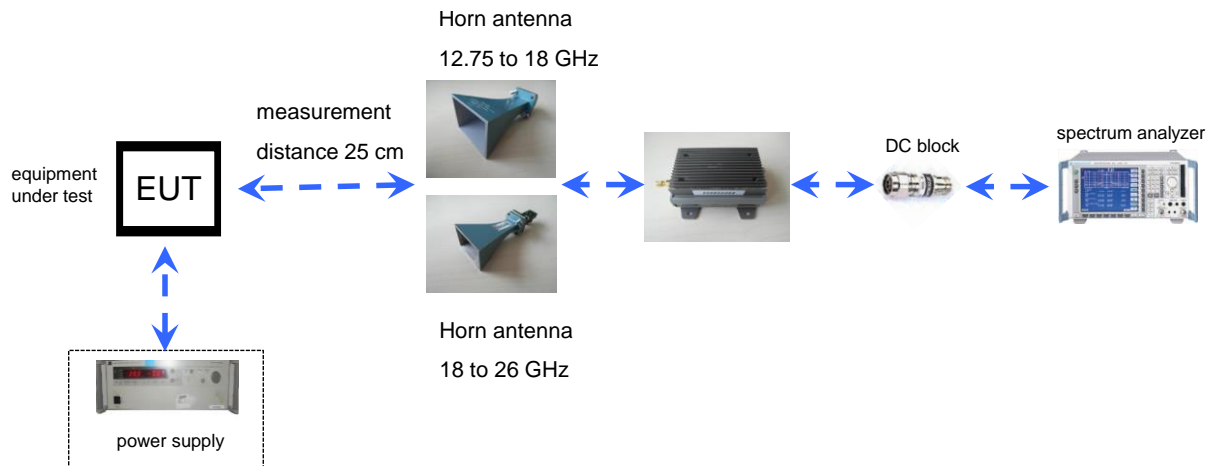 Horn antenna
12.75 to 18 GHz
measurement
distance 25 cm
equipment
under test
EUT
DC block
spectrum analyzer
Horn antenna
18 to 26 GHz
power supply